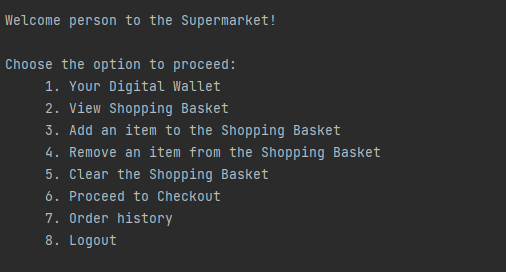 Welcome person to the Supermarket!
Choose the option to proceed:
1. Your Digital Wallet
2. View Shopping Basket
3. Add an item to the Shopping Basket
4. Remove an item from the Shopping Basket
5. Clear the Shopping Basket
6. Proceed to Checkout
7. Order history
8. Logout